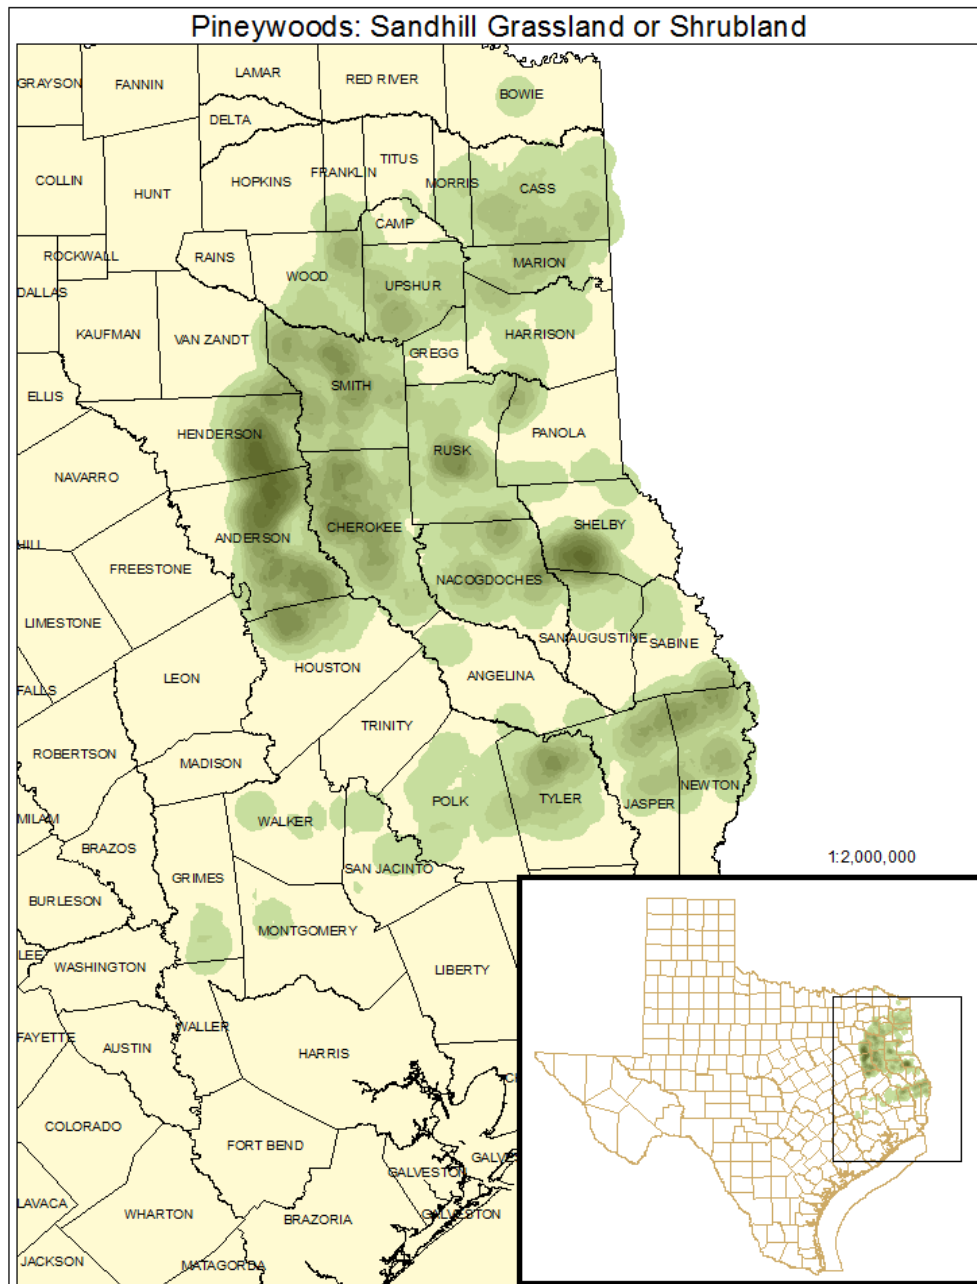 Pineywoods: Sandhill Grassland or Shrubland
GRAYSON
FANNIN
LAMAR
RED RIVER
BOWIE
DELTA
COLLIN
HUNT
HOPKINS
FRANKLIN
TITUS
MORRIS
CASS
CAMP
ROCKWALL
RAINS
WOOD
UPSHUR
MARION
DALLAS
KAUFMAN
VAN ZANDT
GREGG
HARRISON
ELLIS
SMITH
HENDERSON
RUSK
PANOLA
NAVARRO
CHEROKEE
SHELBY
HILL
ANDERSON
FREESTONE
NACOGDOCHES
LIMESTONE
SAN AUGUSTINE
SABINE
FALLS
LEON
HOUSTON
ANGELINA
TRINITY
ROBERTSON
MADISON
NEWTON
POLK
TYLER
JASPER
MILAM
WALKER
BRAZOS
1:2,000,000
SAN JACINTO
GRIMES
BURLESON
MONTGOMERY
LEE
WASHINGTON
LIBERTY
WALLER
FAYETTE
AUSTIN
HARRIS
COLORADO
FORT BEND
GALVESTON
GALVES
LAVACA
WHARTON
BRAZORIA
GALVESTON
JACKSON
MATAGORDA